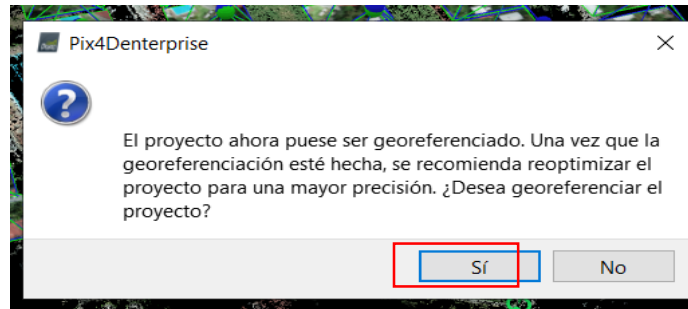 Pix4Denterprise
El proyecto ahora puese ser georeferenciado. Una vez que la
georeferenciación esté hecha, se recomienda reoptimizar el
proyecto para una mayor precisión. ¿Desea georeferenciar el
proyecto?
Sí
No